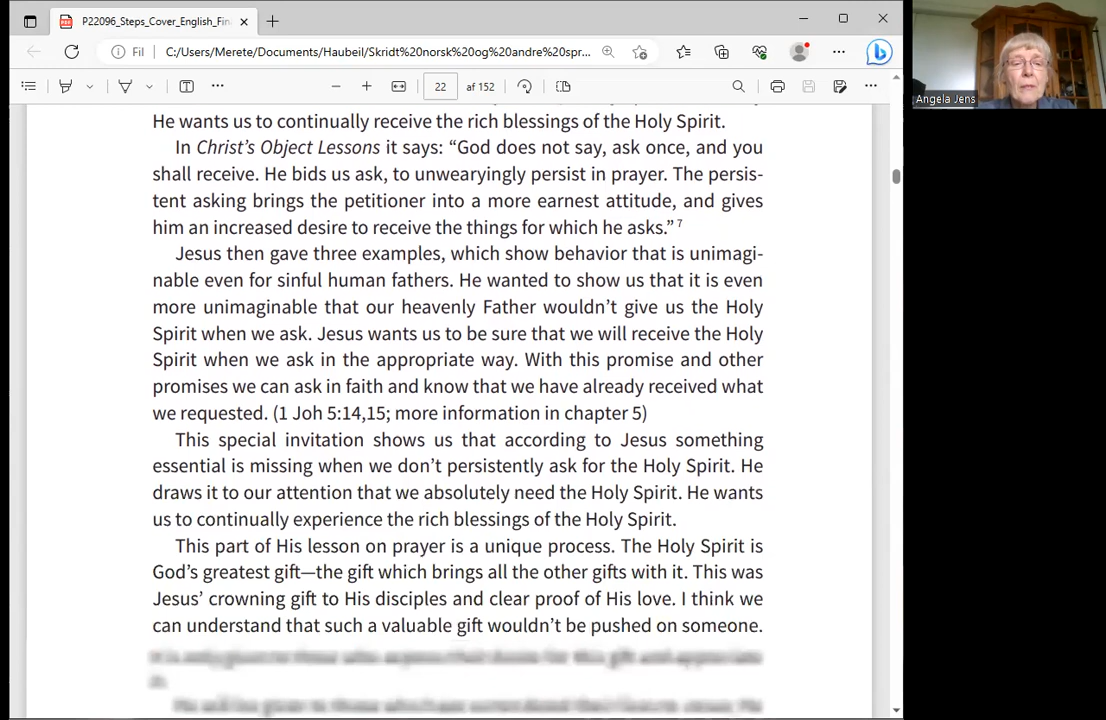 P22096_Steps_Cover_English_Fin
Fil
C:/Users/Merete/Documents/Haubeil/Skridt%20norsk%20og%20andre%20spr...
22 af 152
He wants us to continually receive the rich blessings of the Holy Spirit.
In Christ’s Object Lessons it says: “God does not say, ask once, and you
shall receive. He bids us ask, to unwearyingly persist in prayer. The persis-
tent asking brings the petitioner into a more earnest attitude, and gives
him an increased desire to receive the things for which he asks.” 7
Jesus then gave three examples, which show behavior that is unimagi-
nable even for sinful human fathers. He wanted to show us that it is even
more unimaginable that our heavenly Father wouldn’t give us the Holy
Spirit when we ask. Jesus wants us to be sure that we will receive the Holy
Spirit when we ask in the appropriate way. With this promise and other
promises we can ask in faith and know that we have already received what
we requested. (1 Joh 5:14,15; more information in chapter 5)
This special invitation shows us that according to Jesus something
essential is missing when we don’t persistently ask for the Holy Spirit. He
draws it to our attention that we absolutely need the Holy Spirit. He wants
us to continually experience the rich blessings of the Holy Spirit.
This part of His lesson on prayer is a unique process. The Holy Spirit is
God’s greatest gift—the gift which brings all the other gifts with it. This was
Jesus’ crowning gift to His disciples and clear proof of His love. I think we
can understand that such a valuable gift wouldn’t be pushed on someone.
Angela Jens